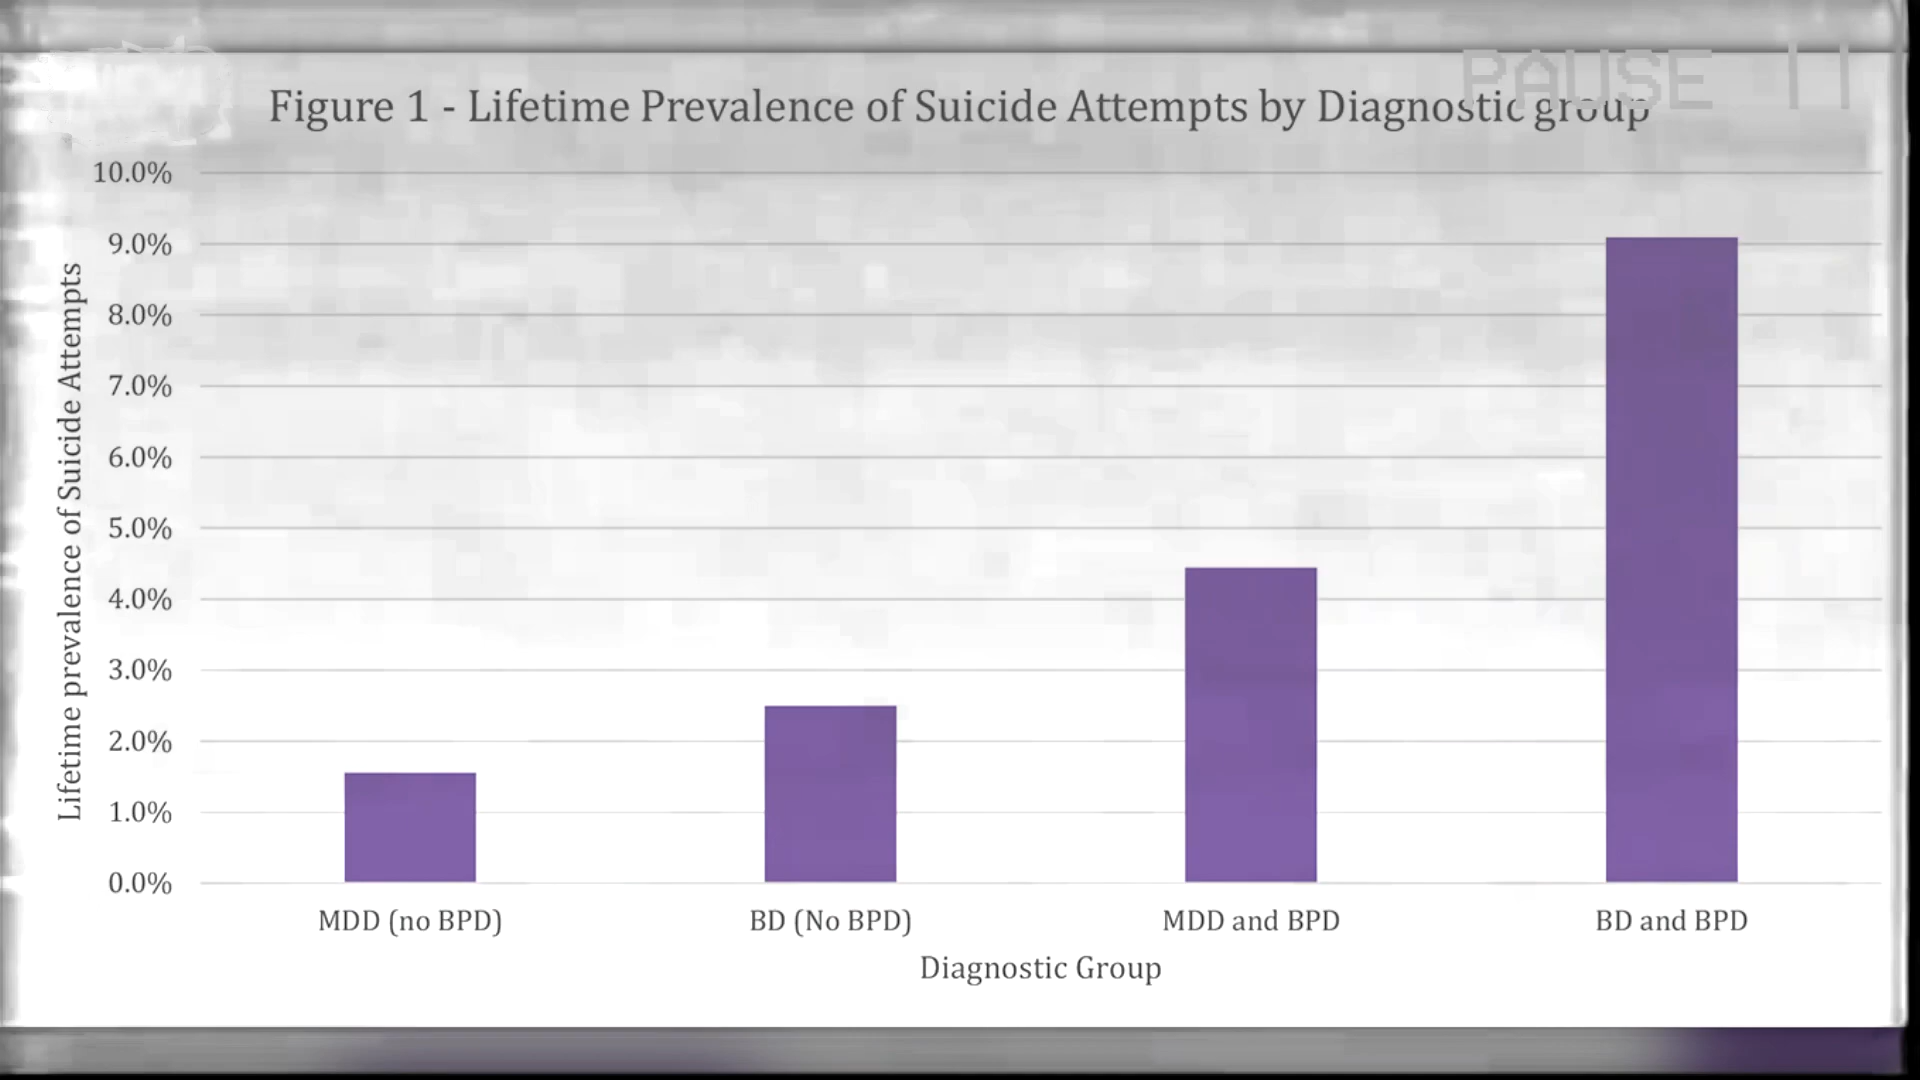 PAUSE
Figure 1 - Lifetime Prevalence of Suicide Attempts by Diagnostic group
Lifetime prevalence of Suicide Attempts
10.0%
9.0%
8.0%
7.0%
6.0%
5.0%
4.0%
3.0%
2.0%
1.0%
0.0%
MDD (no BPD)
BD (No BPD)
MDD and BPD
BD and BPD
Diagnostic Group